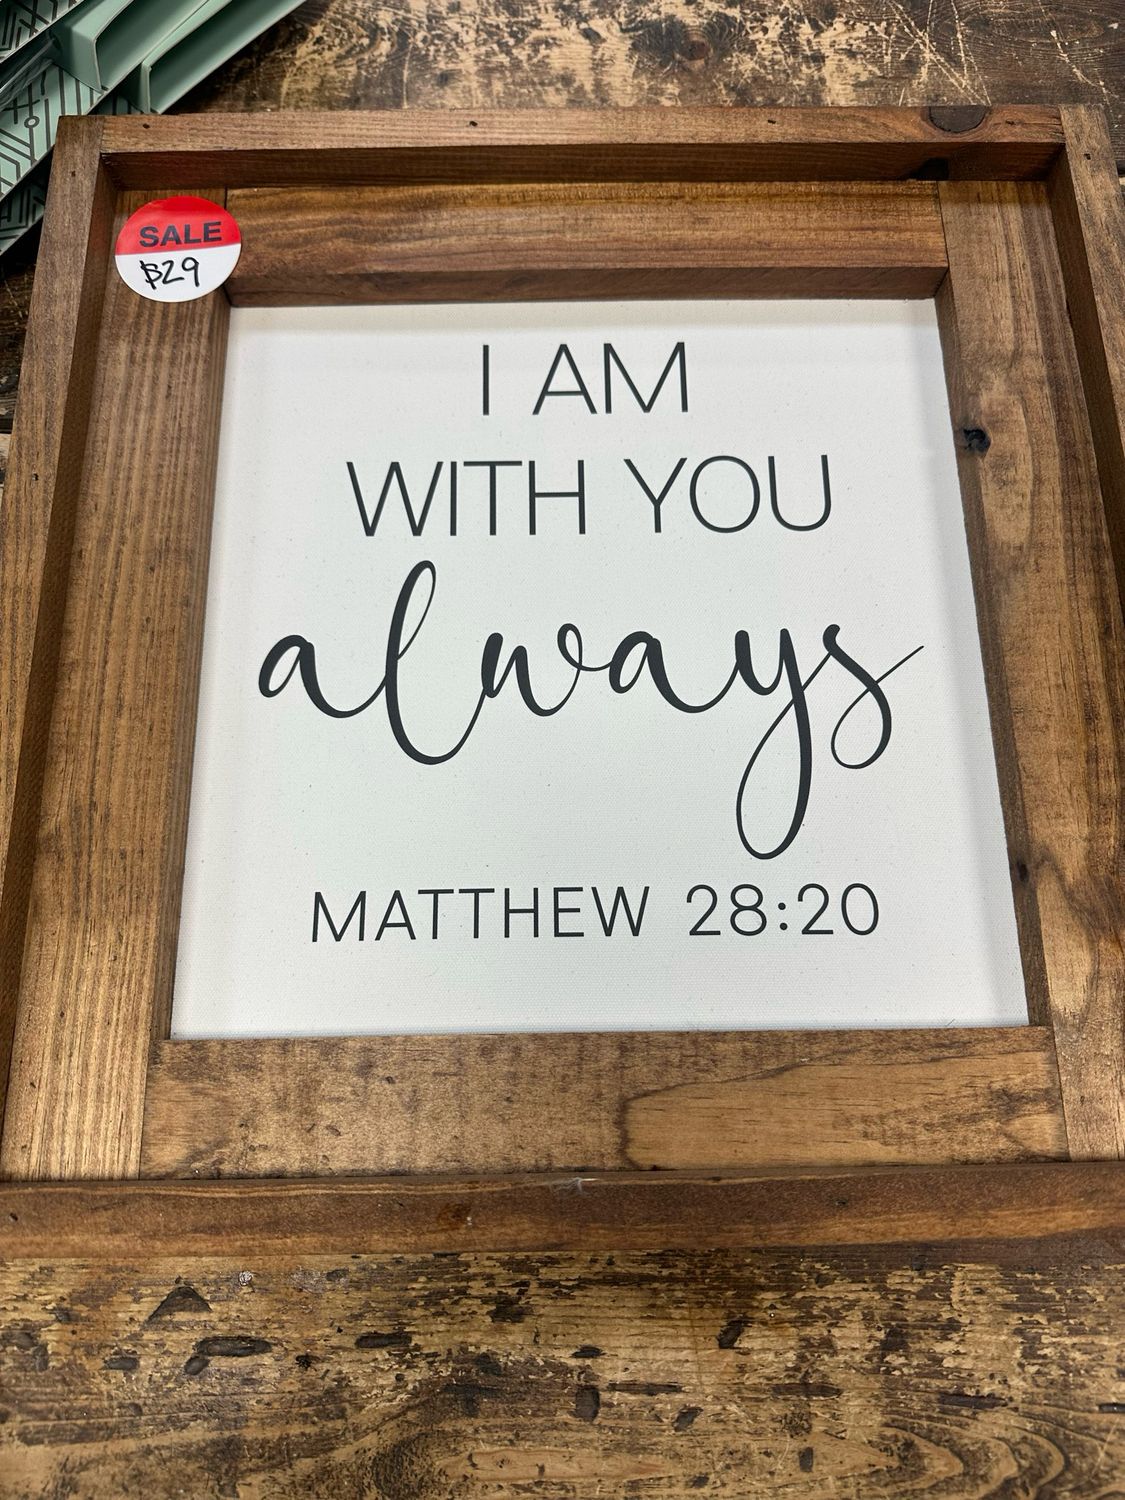 SALE
$29
I AM
WITH YOU
always
MATTHEW 28:20